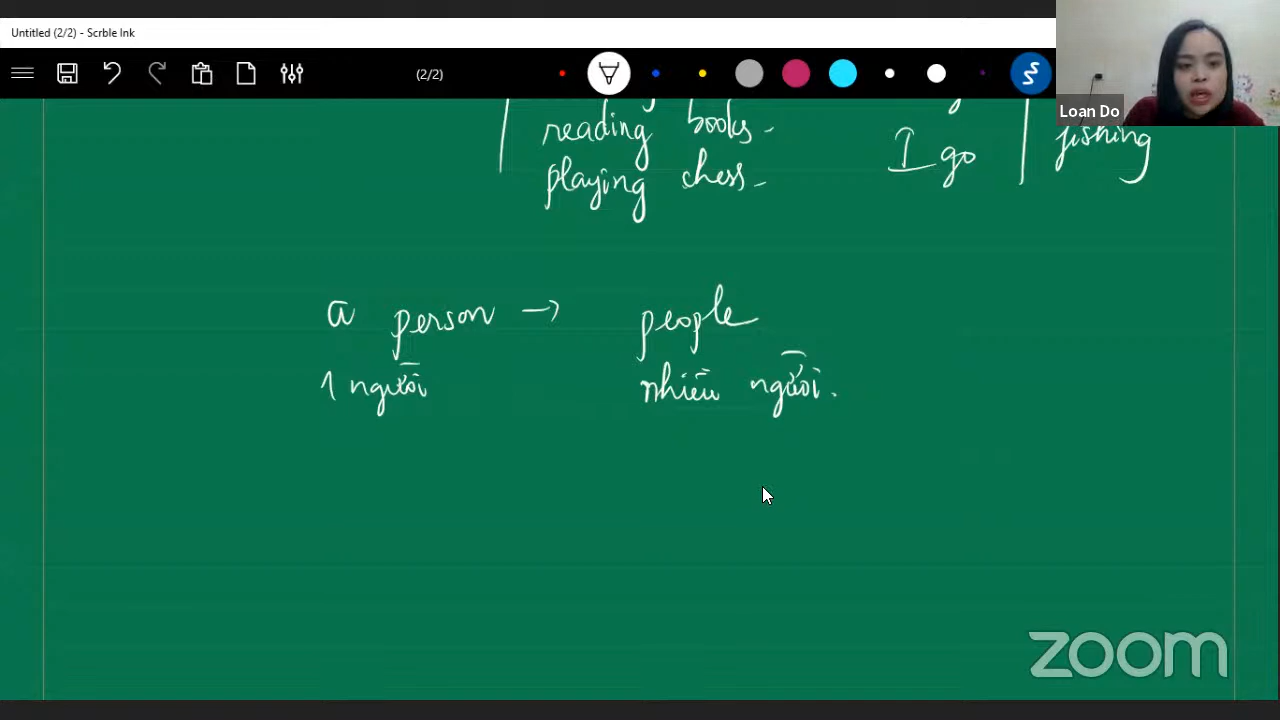 Untitled (2/2) - Scrble Ink
(2/2)
Loan Do
reading books.
playing chess.
I go
fishing
a person → people
1 người
nhiều người.
zoom